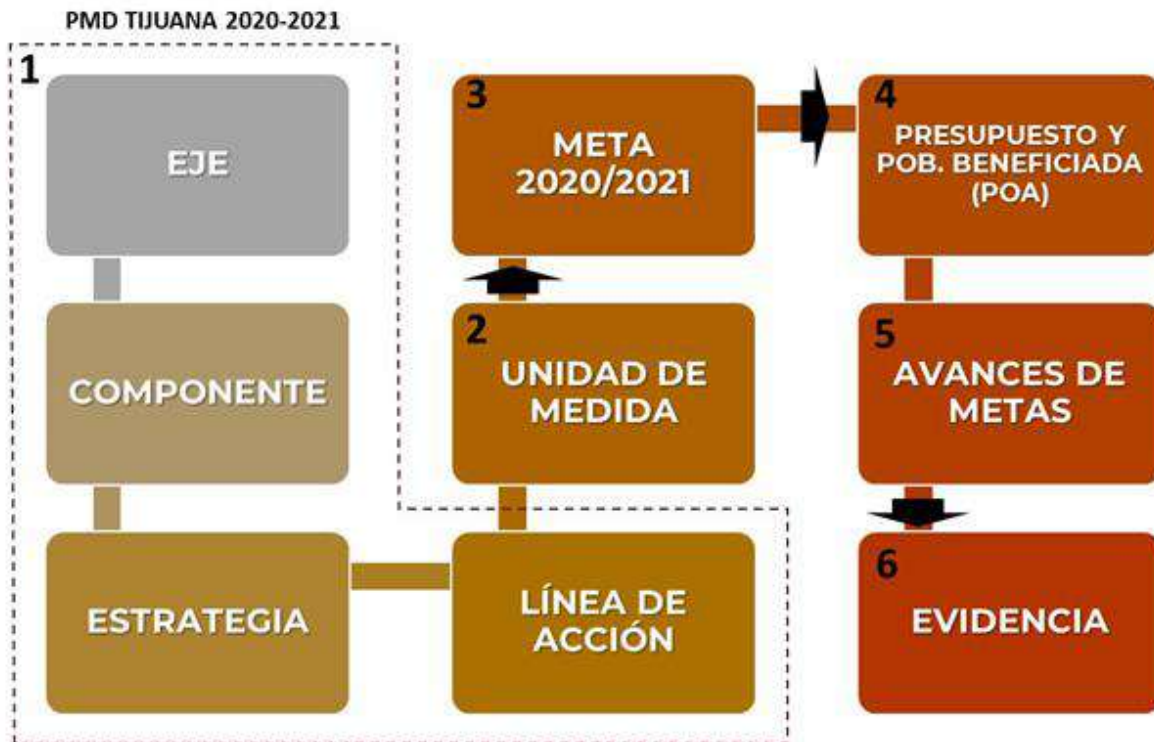 PMD TIJUANA 2020-2021
1
EJE
COMPONENTE
ESTRATEGIA
LÍNEA DE
ACCIÓN
2
UNIDAD DE
MEDIDA
3
META
2020/2021
4
PRESUPUESTO Y
POB. BENEFICIADA
(POA)
5
AVANCES DE
METAS
6
EVIDENCIA